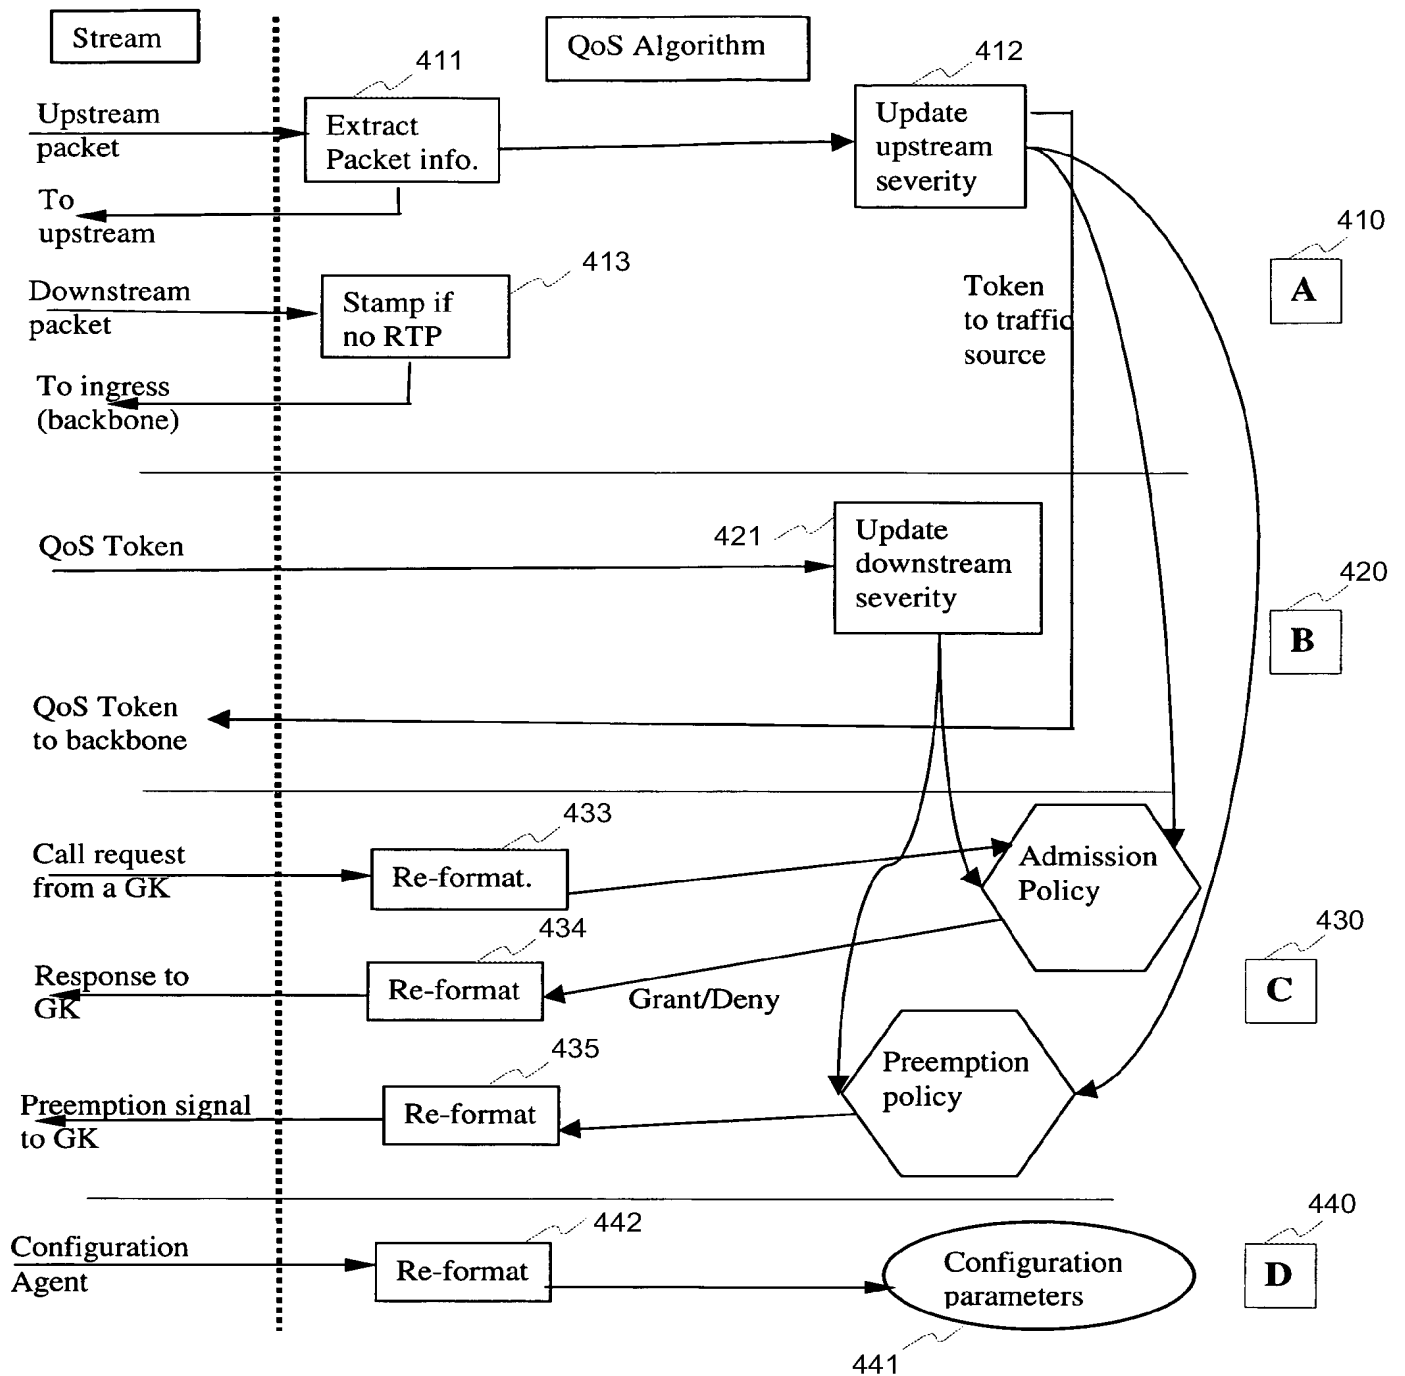 Stream
QoS Algorithm
411
412
Upstream
packet
Extract
Packet info.
Update
upstream
severity
To
upstream
410
A
413
Downstream
packet
Stamp if
no RTP
Token
to traffic
source
To ingress
(backbone)
421
QoS Token
Update
downstream
severity
420
B
QoS Token
to backbone
433
Call request
from a GK
Re-format.
Admission
Policy
434
430
Response to
GK
Re-format
Grant/Deny
C
435
Preemption signal
to GK
Re-format
Preemption
policy
442
440
Configuration
Agent
Re-format
Configuration
parameters
D
441